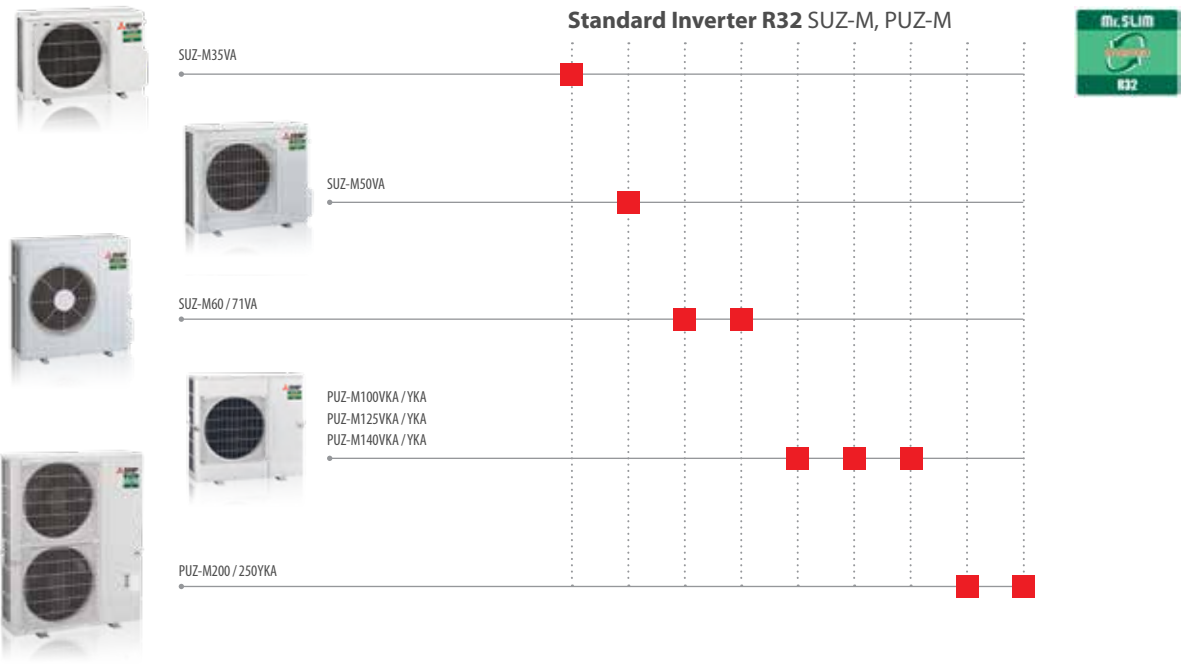 Standard Inverter R32 SUZ-M, PUZ-M
Mr.SLIM
R32
SUZ-M35VA
SUZ-M50VA
SUZ-M60 / 71VA
PUZ-M100VKA / YKA
PUZ-M125VKA / YKA
PUZ-M140VKA / YKA
PUZ-M200 / 250YKA